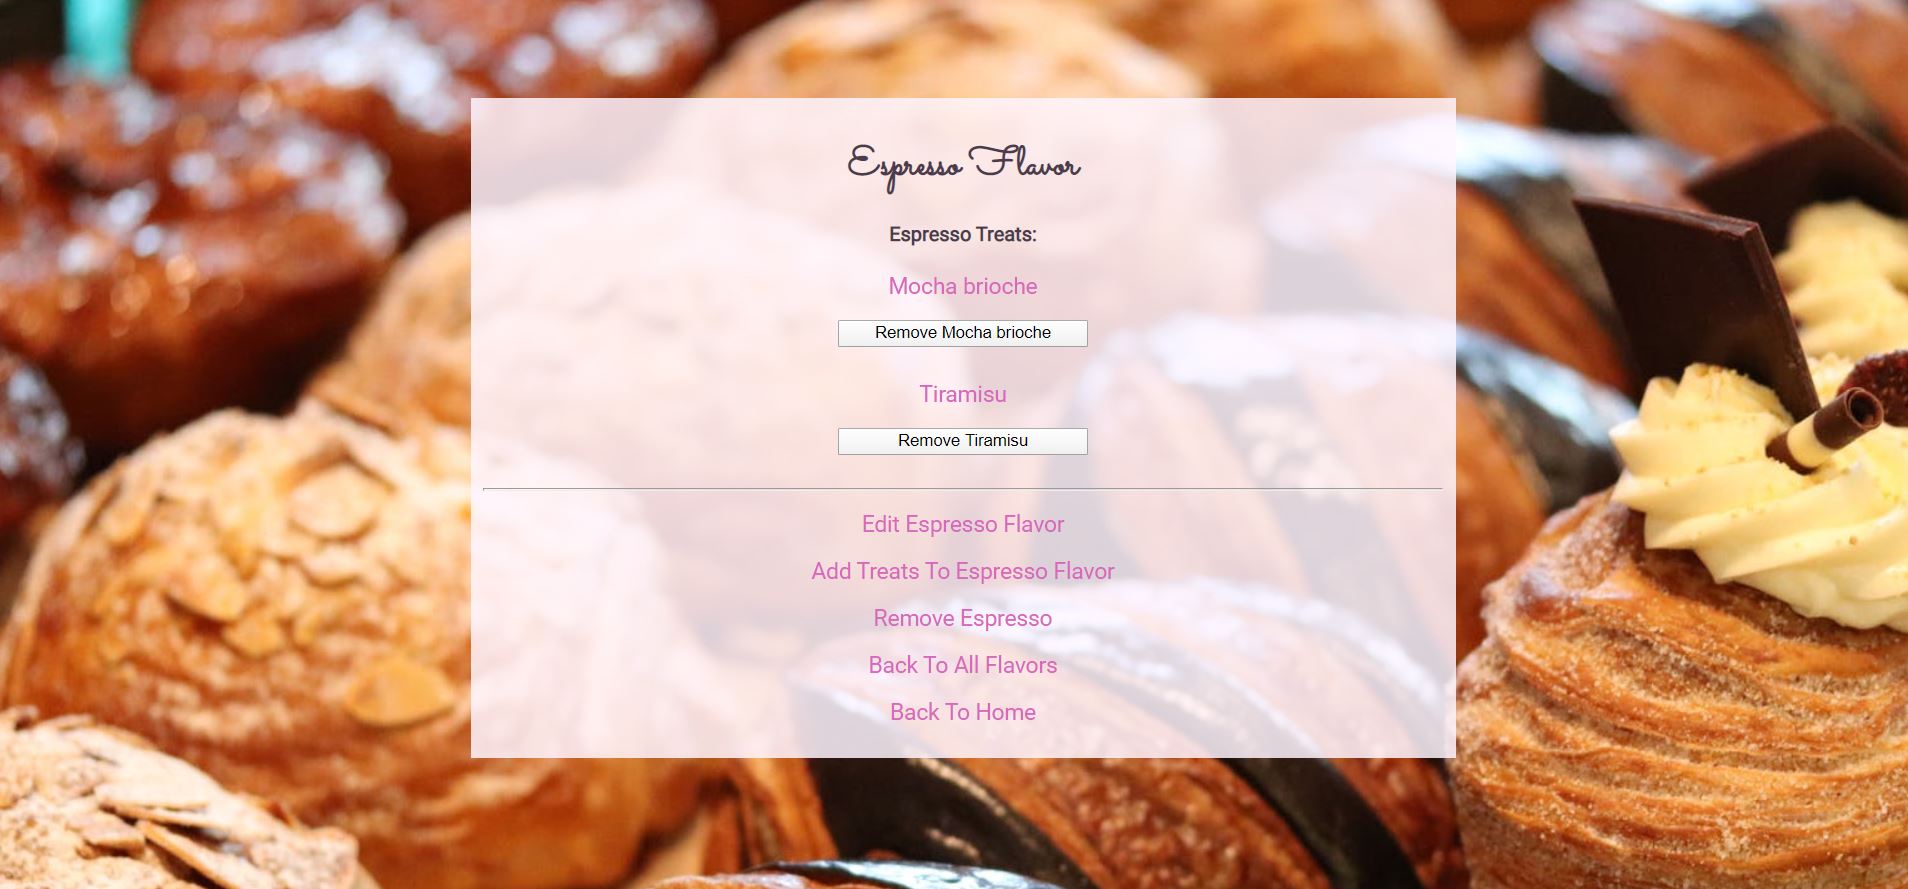 Espresso Flavor
Espresso Treats:
Mocha brioche
Remove Mocha brioche
Tiramisu
Remove Tiramisu
Edit Espresso Flavor
Add Treats To Espresso Flavor
Remove Espresso
Back To All Flavors
Back To Home